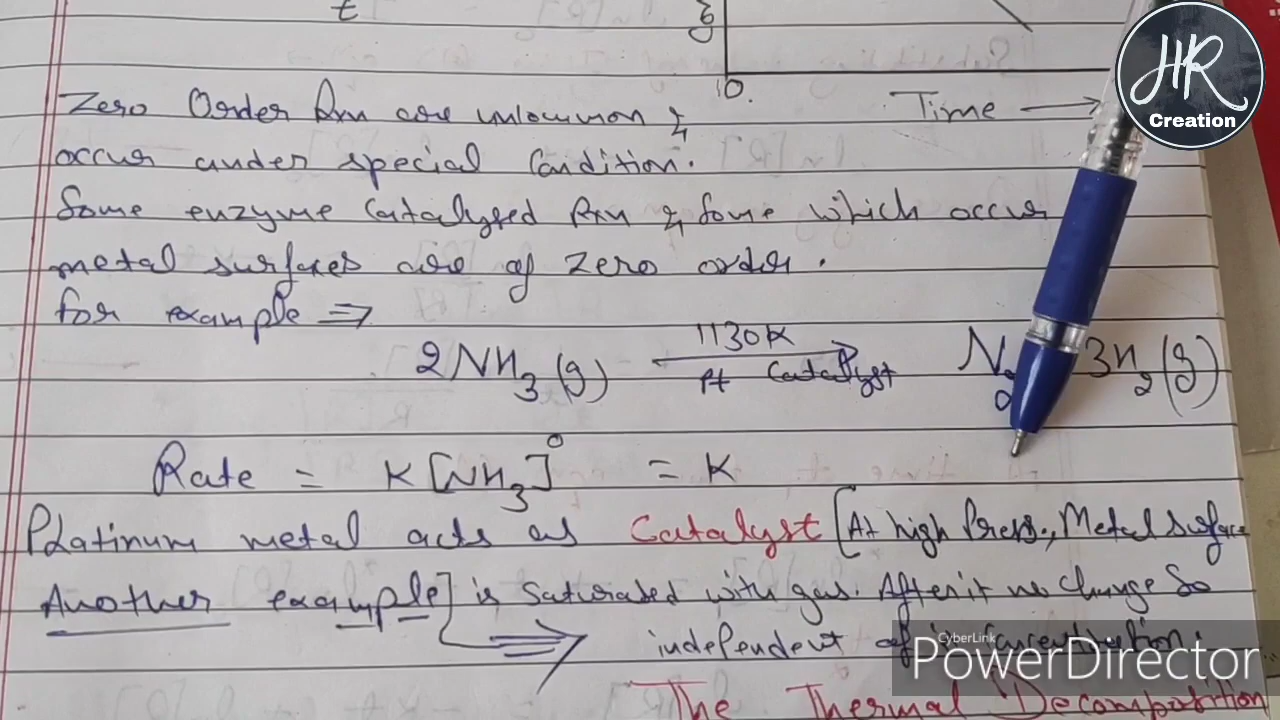 t
0.
Time →
HR
Creation
Zero Order Rxn are unlommon &
occur under special Condition.
Some enzyme Catalysed Rxn & Some which occur
metal surfaces are of Zero order.
for example ⇒
2NH3(g) 1130K Pt Catalyst N2 3H2(g)
Rate = K[NH3]⁰ = K
Platinum metal acts as Catalyst [At high Press., Metal surface
Another example] is saturated with gas. After it no change So
independent of
CyberLink
PowerDirector
The Thermal Decomposition